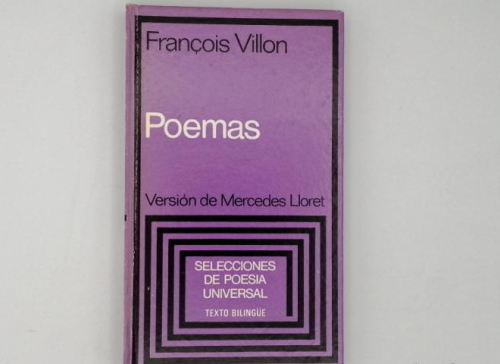 François Villon
Poemas
Versión de Mercedes Lloret
SELECCIONES
DE POESIA
UNIVERSAL
TEXTO BILINGÜE